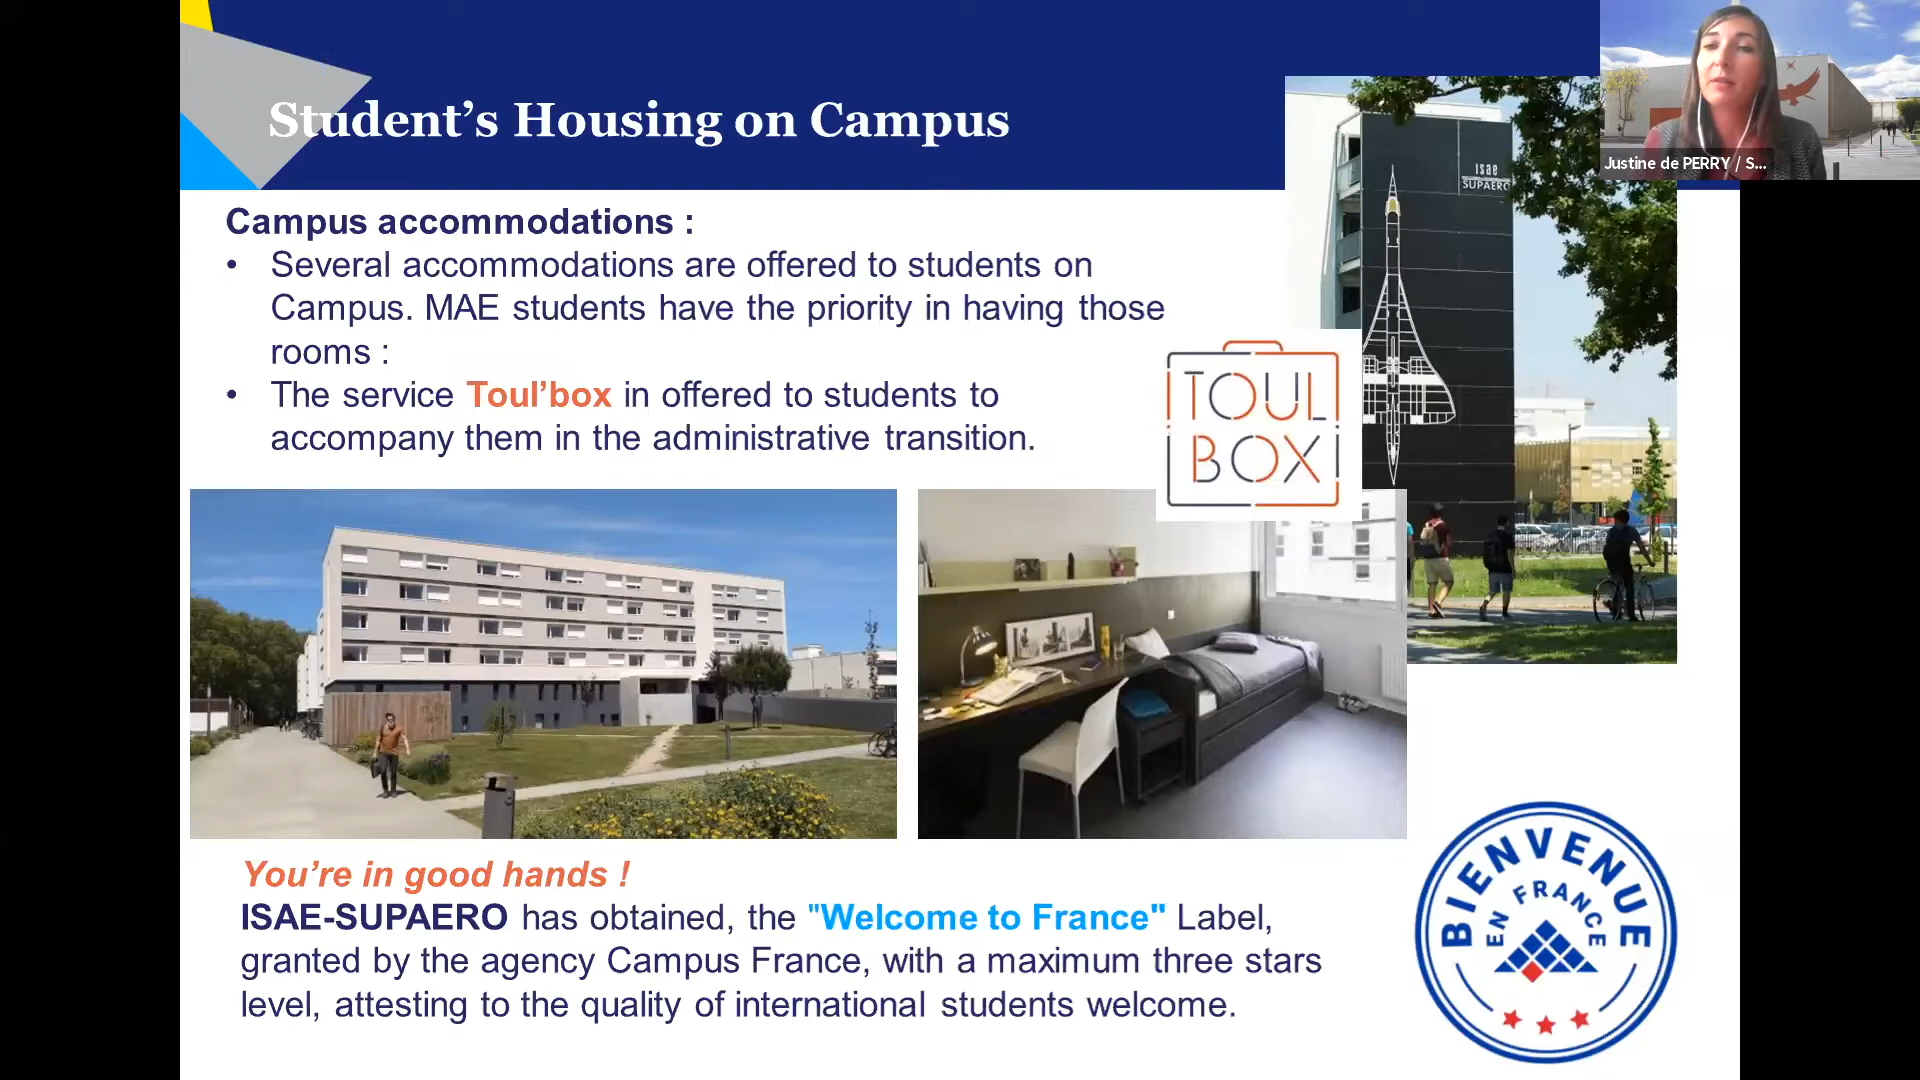 Student’s Housing on Campus
isae
SUPAERO
Justine de PERRY / S...
Campus accommodations :
• Several accommodations are offered to students on
Campus. MAE students have the priority in having those
rooms :
• The service Toul’box in offered to students to
accompany them in the administrative transition.
TOUL
BOX
You’re in good hands !
ISAE-SUPAERO has obtained, the "Welcome to France" Label,
granted by the agency Campus France, with a maximum three stars
level, attesting to the quality of international students welcome.
BIENVENUE
EN FRANCE